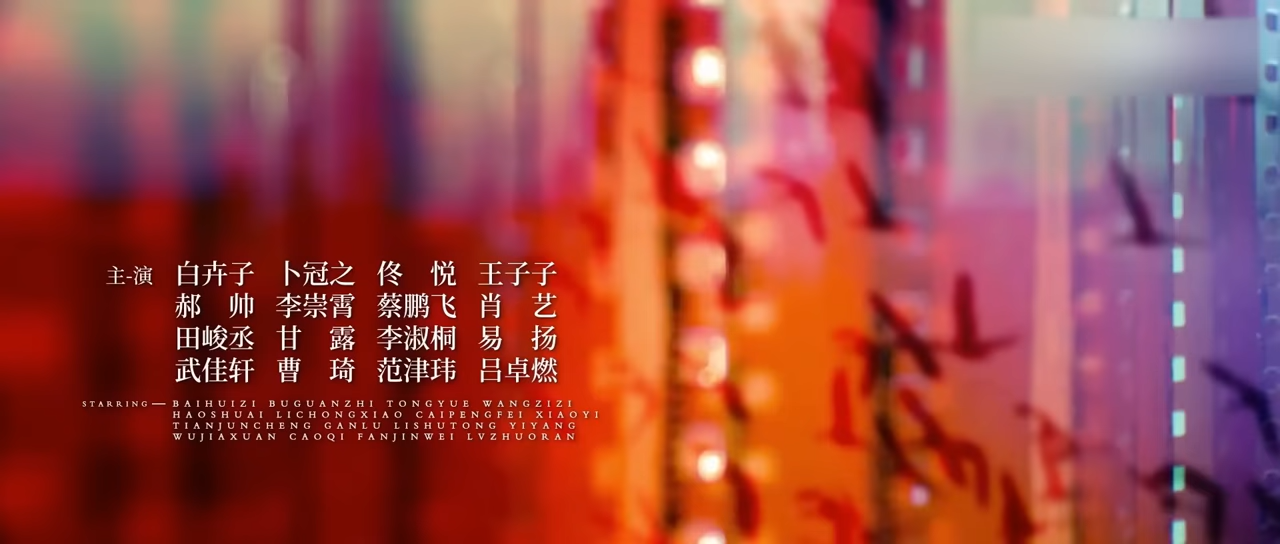 主-演 白卉子 卜冠之 佟 悦 王子子
郝 帅 李崇霄 蔡鹏飞 肖 艺
田峻丞 甘 露 李淑桐 易 扬
武佳轩 曹 琦 范津玮 吕卓燃
STARRING — BAIHUIZI BUGUANZHI TONGYUE WANGZIZI
HAOSHUAI LICHONGXIAO CAIPENGFEI XIAOYI
TIANJUNCHENG GANLU LISHUTONG YIYANG
WUJIAXUAN CAOQI FANJINWEI LVZHUORAN